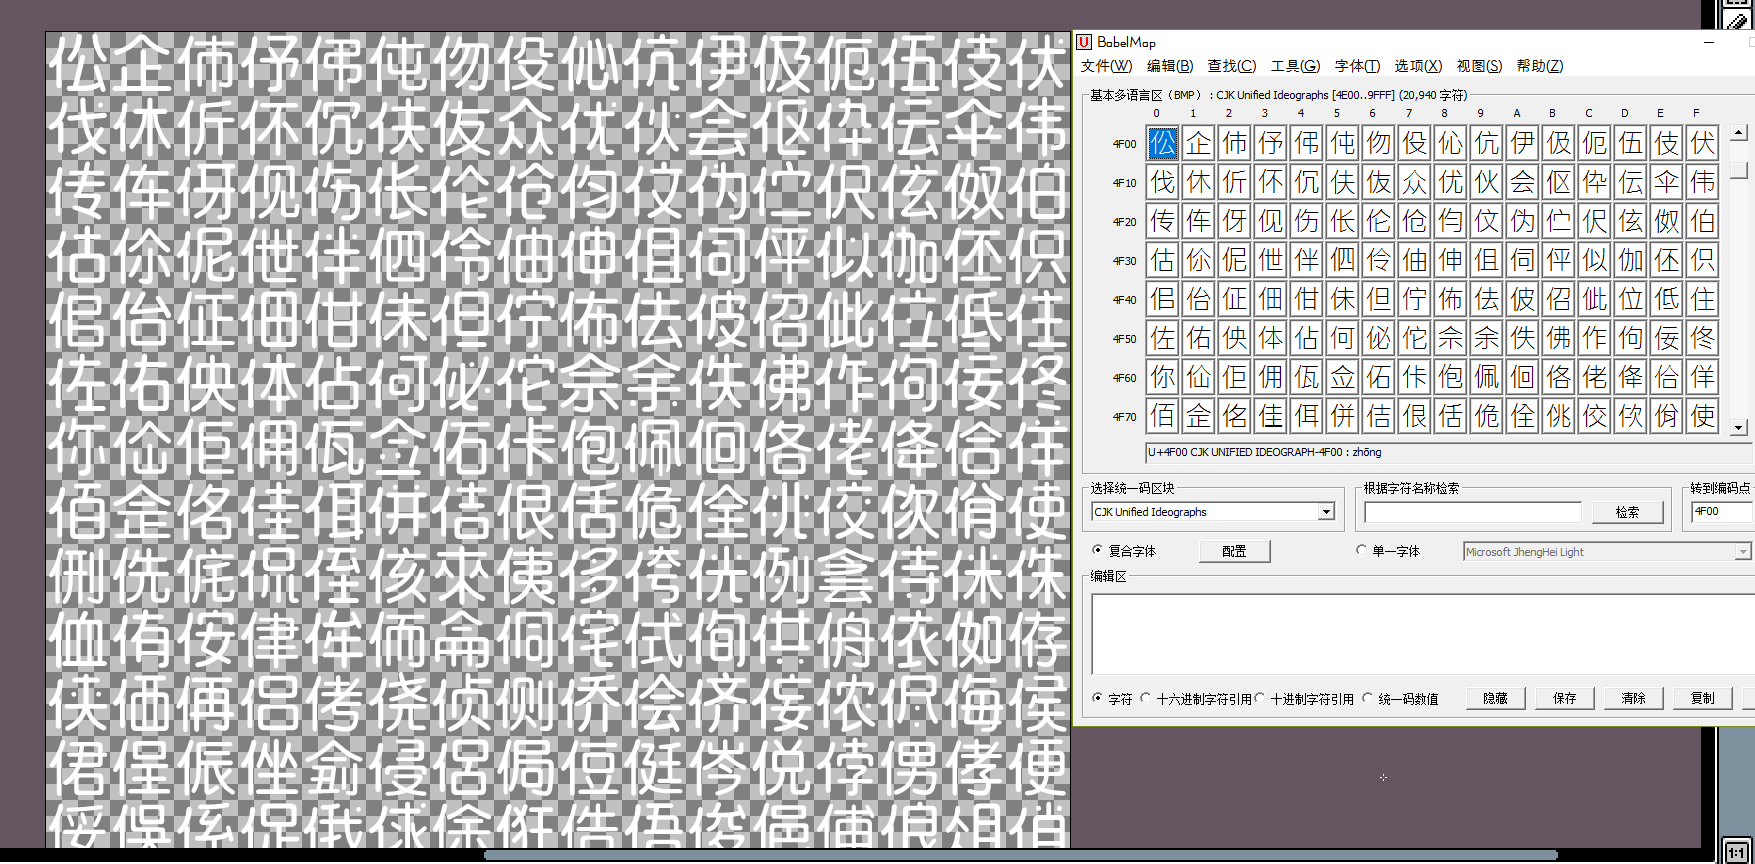 伀企伂伃伄伅伆伇伈伉伊伋伌伍伎伏
伐休伒伓伔伕伖众优伙会伛伜伝伞伟
传伡伢伣伤伥伦伧伨伩伪伫伬伭伮伯
估伱伲伳伴伵伶伷伸伹伺伻似伽伾伿
佀佁佂佃佄佅但佇佈佉佊佋佌位低住
佐佑佒体佔何佖佗佘余佚佛作佝佞佟
你佡佢佣佤佥佦佧佨佩佪佫佬佭佮佯
佰佱佲佳佴併佶佷佸佹佺佻佼佽佾使
侀侁侂侃侄侅來侇侈侉侊例侌侍侎侏
侐侑侒侓侔侕侖侗侘侙侚供侜依侞侟
侠価侢侣侤侥侦侧侨侩侪侫侬侭侮侯
侰侱侲侳侴侵侶侷侸侹侺侻侼侽侾便
俀俁係促俄俅俆俇俈俉俊俋俌俍俎俏
BabelMap
文件(W) 编辑(B) 查找(C) 工具(G) 字体(T) 选项(X) 视图(S) 帮助(Z)
基本多语言区（BMP）: CJK Unified Ideographs [4E00..9FFF] (20,940 字符)
0 1 2 3 4 5 6 7 8 9 A B C D E F
4F00 伀企伂伃伄伅伆伇伈伉伊伋伌伍伎伏
4F10 伐休伒伓伔伕伖众优伙会伛伜伝伞伟
4F20 传伡伢伣伤伥伦伧伨伩伪伫伬伭伮伯
4F30 估伱伲伳伴伵伶伷伸伹伺伻似伽伾伿
4F40 佀佁佂佃佄佅但佇佈佉佊佋佌位低住
4F50 佐佑佒体佔何佖佗佘余佚佛作佝佞佟
4F60 你佡佢佣佤佥佦佧佨佩佪佫佬佭佮佯
4F70 佰佱佲佳佴併佶佷佸佹佺佻佼佽佾使
U+4F00 CJK UNIFIED IDEOGRAPH-4F00 : zhōng
选择统一码区块 根据字符名称检索 转到编码点
CJK Unified Ideographs 检索 4F00
复合字体 配置 单一字体 Microsoft JhengHei Light
编辑区
字符 十六进制字符引用 十进制字符引用 统一码数值 隐藏 保存 清除 复制
1:1